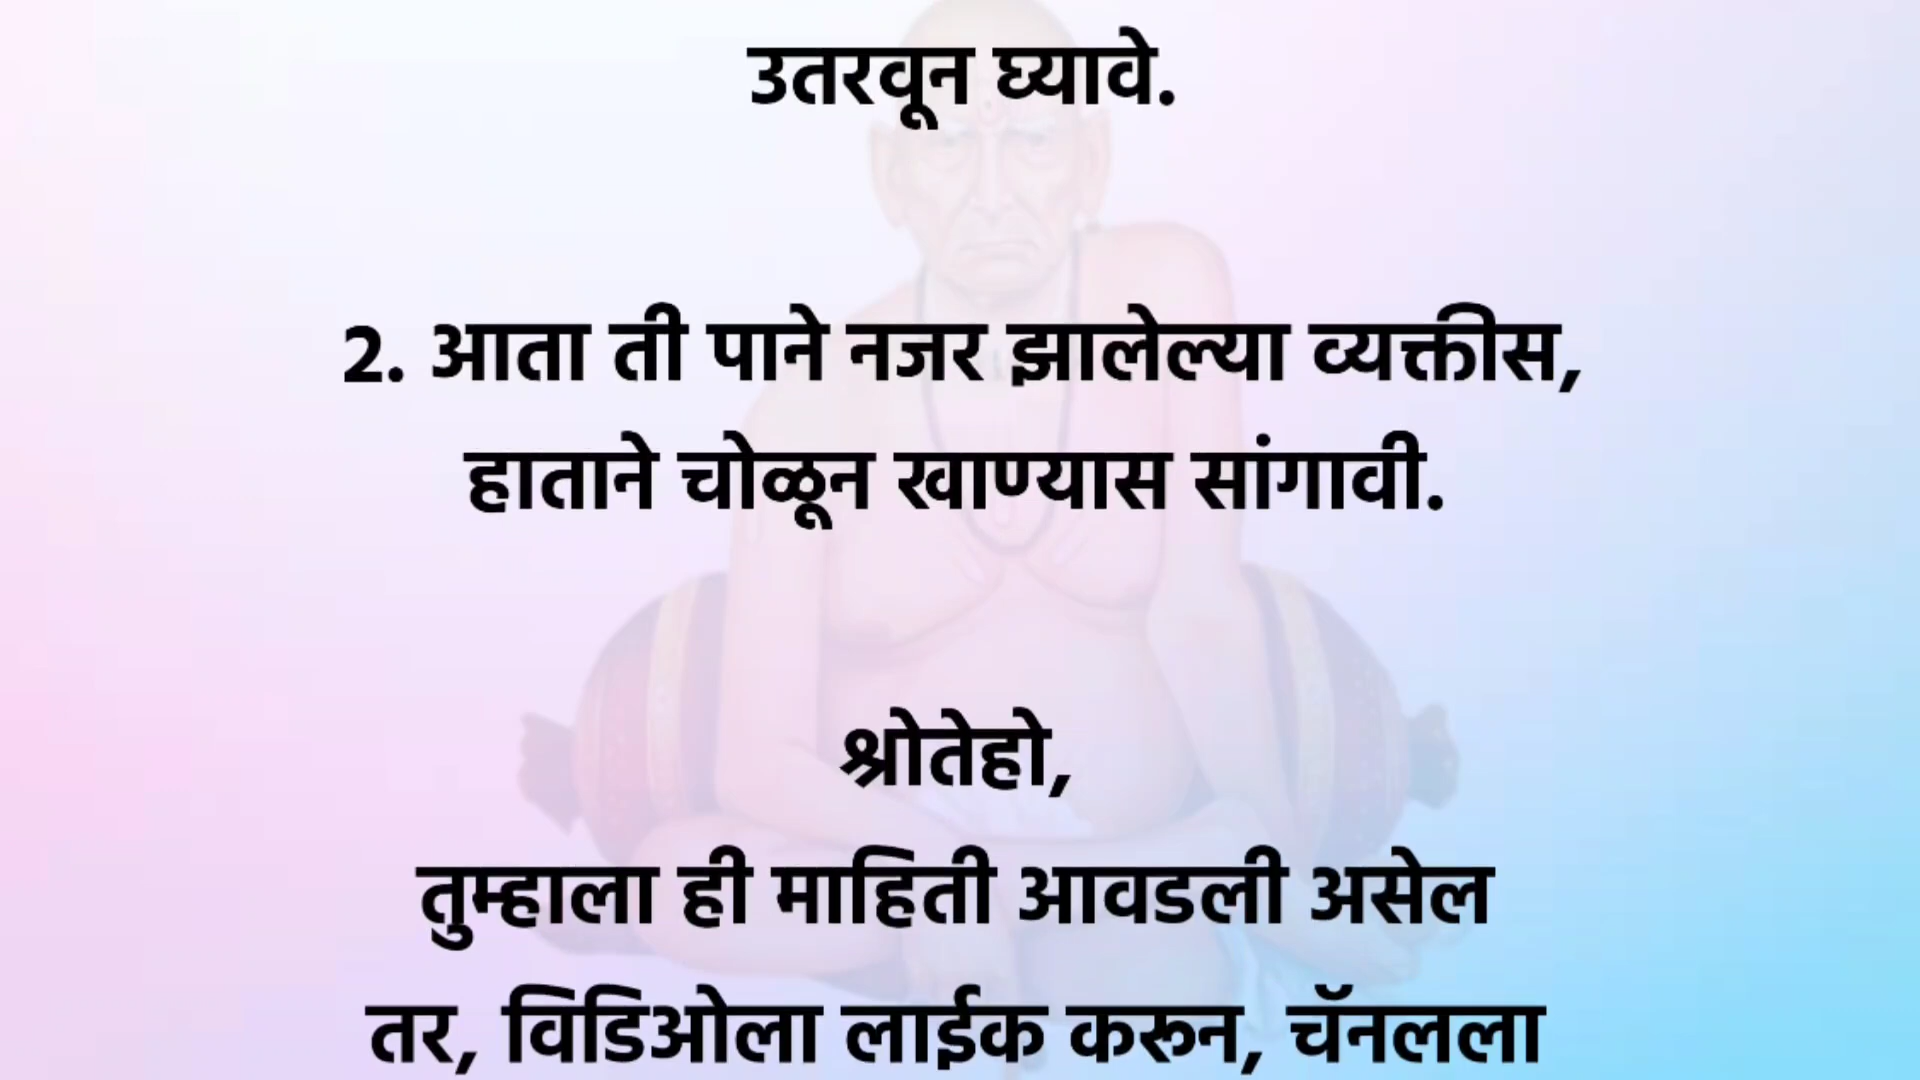 उतरवून घ्यावे.
2. आता ती पाने नजर झालेल्या व्यक्तीस,
हाताने चोळून खाण्यास सांगावी.
श्रोतेहो,
तुम्हाला ही माहिती आवडली असेल
तर, विडिओला लाईक करून, चॅनलला